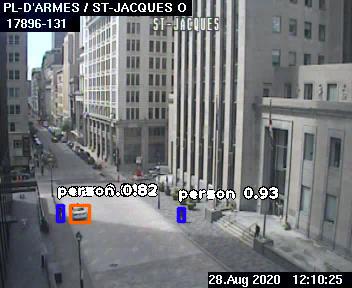 PL-D'ARMES / ST-JACQUES O
17896-131
ST-JACQUES
person 0.82
person 0.93
28.Aug 2020 12:10:25